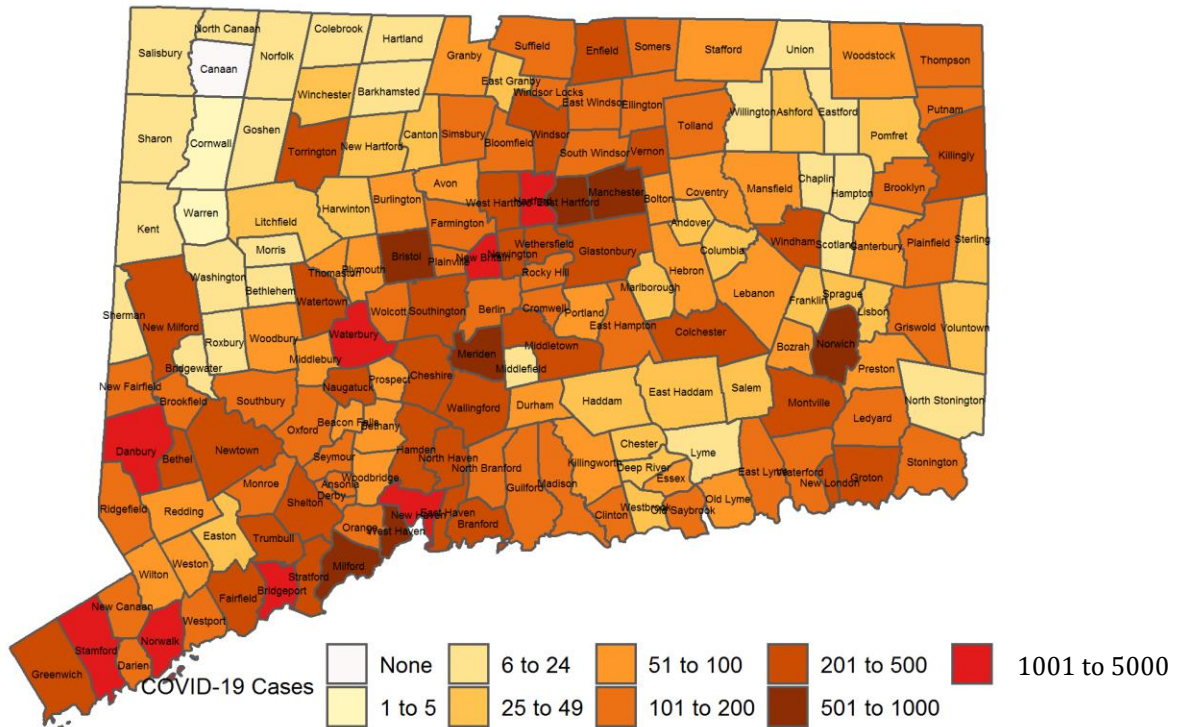 Colebrook
North Canaan
Hartland
Salisbury
Norfolk
Canaan
Granby
Suffield
Enfield
Somers
Stafford
Union
Woodstock
Thompson
East Granby
Windsor Locks
Winchester
Barkhamsted
East Windsor
Ellington
Willington
Ashford
Eastford
Putnam
Sharon
Cornwall
Goshen
Torrington
New Hartford
Canton
Simsbury
Bloomfield
Windsor
South Windsor
Vernon
Tolland
Pomfret
Killingly
Kent
Warren
Litchfield
Harwinton
Burlington
Avon
West Hartford
Hartford
East Hartford
Manchester
Bolton
Coventry
Mansfield
Chaplin
Hampton
Brooklyn
Andover
Farmington
Morris
Washington
Bethlehem
Thomaston
Plymouth
Bristol
Plainville
New Britain
Newington
Wethersfield
Glastonbury
Rocky Hill
Hebron
Columbia
Windham
Scotland
Canterbury
Plainfield
Sterling
Sherman
New Milford
Watertown
Wolcott
Southington
Berlin
Cromwell
Portland
Marlborough
East Hampton
Lebanon
Franklin
Sprague
Lisbon
Griswold
Voluntown
Roxbury
Woodbury
Waterbury
Middlebury
Bridgewater
Meriden
Middletown
Middlefield
Colchester
Bozrah
Norwich
Preston
New Fairfield
Brookfield
Southbury
Naugatuck
Prospect
Cheshire
Wallingford
Durham
Haddam
East Haddam
Salem
Montville
North Stonington
Ledyard
Danbury
Bethel
Newtown
Oxford
Beacon Falls
Bethany
Hamden
North Haven
North Branford
Guilford
Madison
Killingworth
Chester
Deep River
Essex
Lyme
East Lyme
Waterford
New London
Groton
Stonington
Seymour
Ansonia
Derby
Woodbridge
Monroe
Shelton
Ridgefield
Redding
Easton
Trumbull
Orange
New Haven
East Haven
West Haven
Branford
Clinton
Westbrook
Old Saybrook
Old Lyme
Wilton
Weston
Stratford
Milford
Bridgeport
Fairfield
New Canaan
Westport
Norwalk
Stamford
Darien
Greenwich
COVID-19 Cases
None
6 to 24
51 to 100
201 to 500
1001 to 5000
1 to 5
25 to 49
101 to 200
501 to 1000